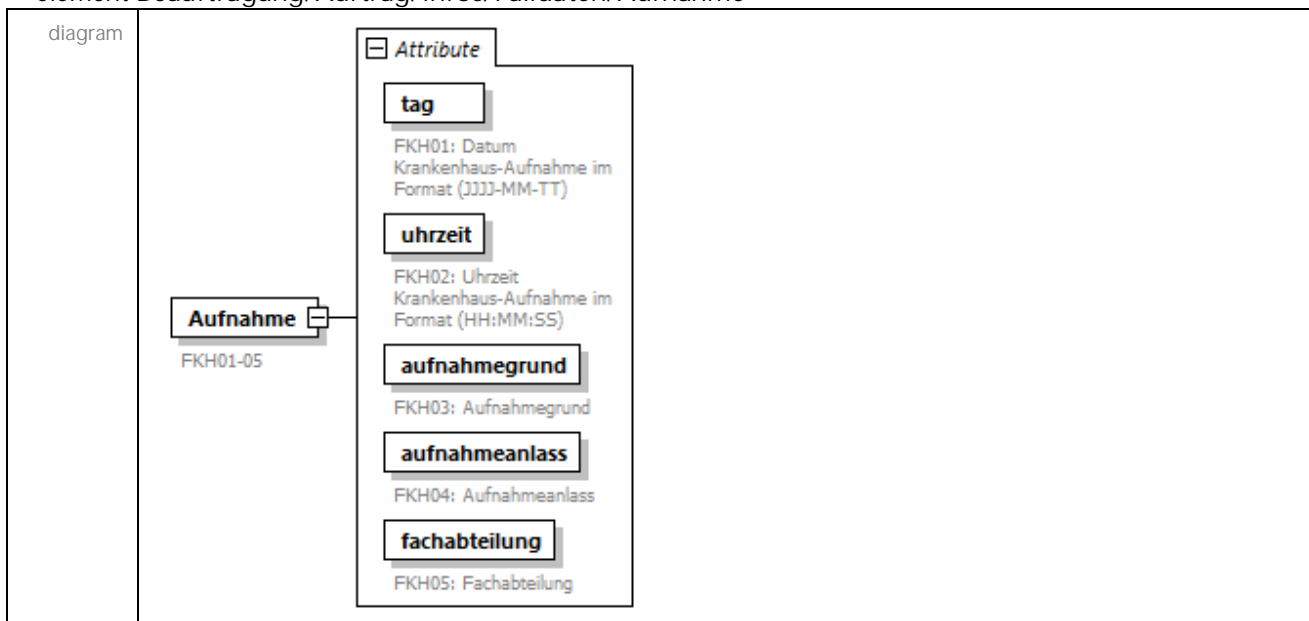 diagram
Attribute
tag
FKH01: Datum
Krankenhaus-Aufnahme im
Format (JJJJ-MM-TT)
uhrzeit
FKH02: Uhrzeit
Krankenhaus-Aufnahme im
Format (HH:MM:SS)
Aufnahme
FKH01-05
aufnahmegrund
FKH03: Aufnahmegrund
aufnahmeanlass
FKH04: Aufnahmeanlass
fachabteilung
FKH05: Fachabteilung